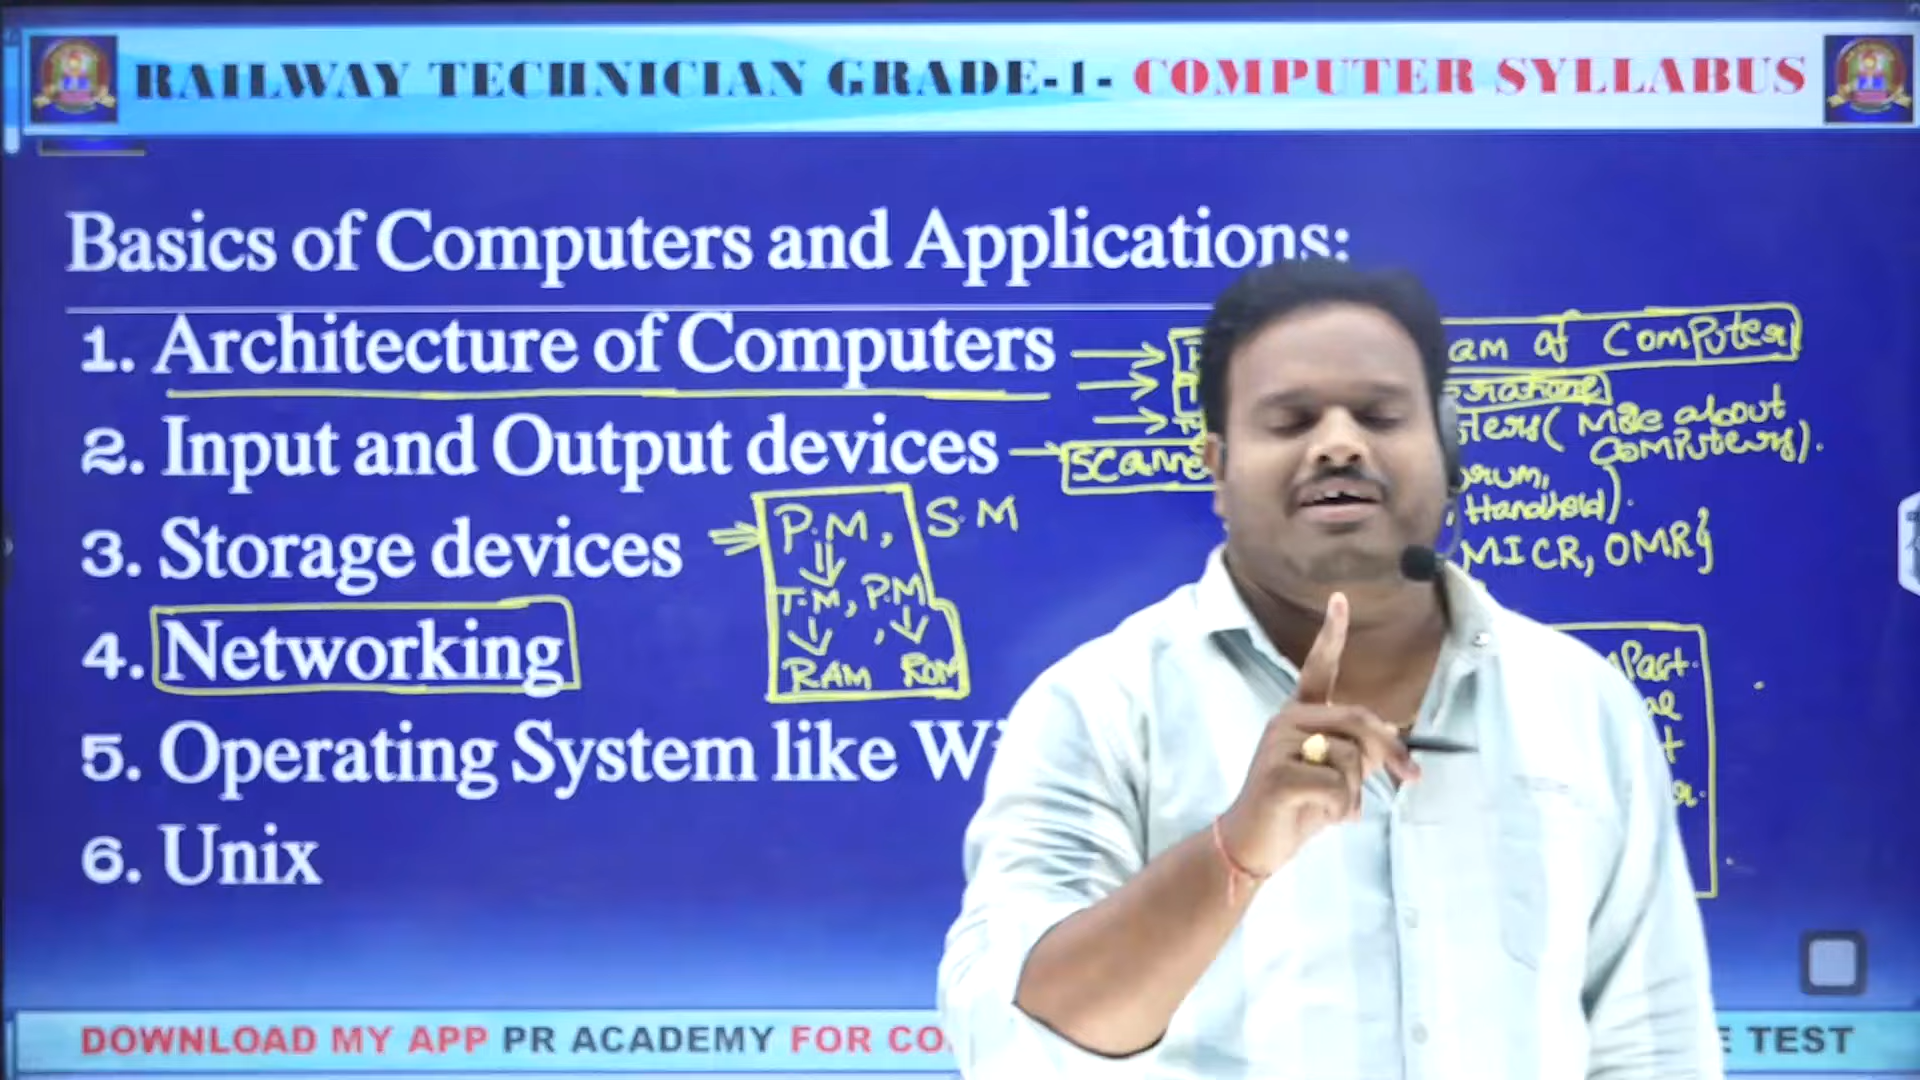 RAILWAY TECHNICIAN GRADE-1- COMPUTER SYLLABUS
Basics of Computers and Applications:
1. Architecture of Computers
am of Computer
2. Input and Output devices
(More about
Computers).
Handheld).
MICR, OMR}
3. Storage devices
P.M, S.M
T.M, P.M
RAM, ROM
4. Networking
5. Operating System like
6. Unix
DOWNLOAD MY APP PR ACADEMY FOR
TEST